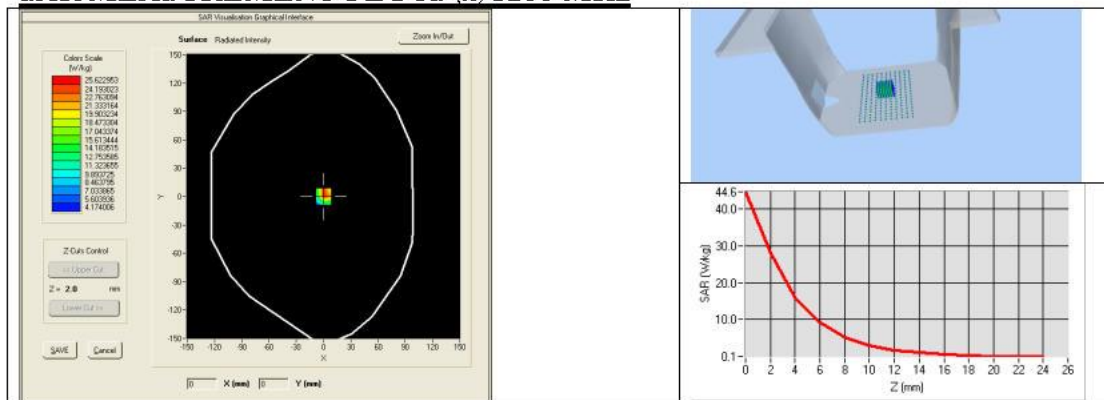 SAR Visualisation Graphical Interface
Surface Radiated Intensity
Zoom In/Out
Colors Scale
(W/kg)
25.622953
24.193023
22.763094
21.333164
19.903234
18.473304
17.043374
15.613444
14.183515
12.753585
11.323655
9.893725
8.463795
7.033865
5.603936
4.174006
Z-Cuts Control
<< Upper Cut
Z = 2.0 mm
Lower Cut >>
SAVE Cancel
150
120
90
60
30
0
-30
-60
-90
-120
-150
Y
-150 -120 -90 -60 -30 0 30 60 90 120 150
X
0 X (mm) 0 Y (mm)
44.6
40.0
30.0
20.0
10.0
0.1
SAR (W/kg)
0 2 4 6 8 10 12 14 16 18 20 22 24 26
Z (mm)